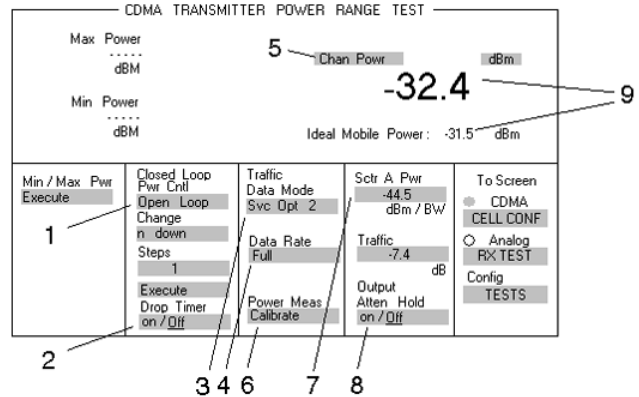 CDMA TRANSMITTER POWER RANGE TEST
Max Power
- - - - -
dBM
Min Power
- - - - -
dBM
5
Chan Powr
dBm
-32.4
9
Ideal Mobile Power: -31.5 dBm
Min / Max Pwr
Execute
1
Closed Loop
Pwr Cntl
Open Loop
Change
n down
Steps
1
Execute
Drop Timer
on / Off
2
Traffic
Data Mode
Svc Opt 2
Data Rate
Full
Power Meas
Calibrate
3 4 6
Sctr A Pwr
-44.5
dBm / BW
Traffic
-7.4
dB
Output
Atten Hold
on / Off
7 8
To Screen
CDMA
CELL CONF
Analog
RX TEST
Config
TESTS